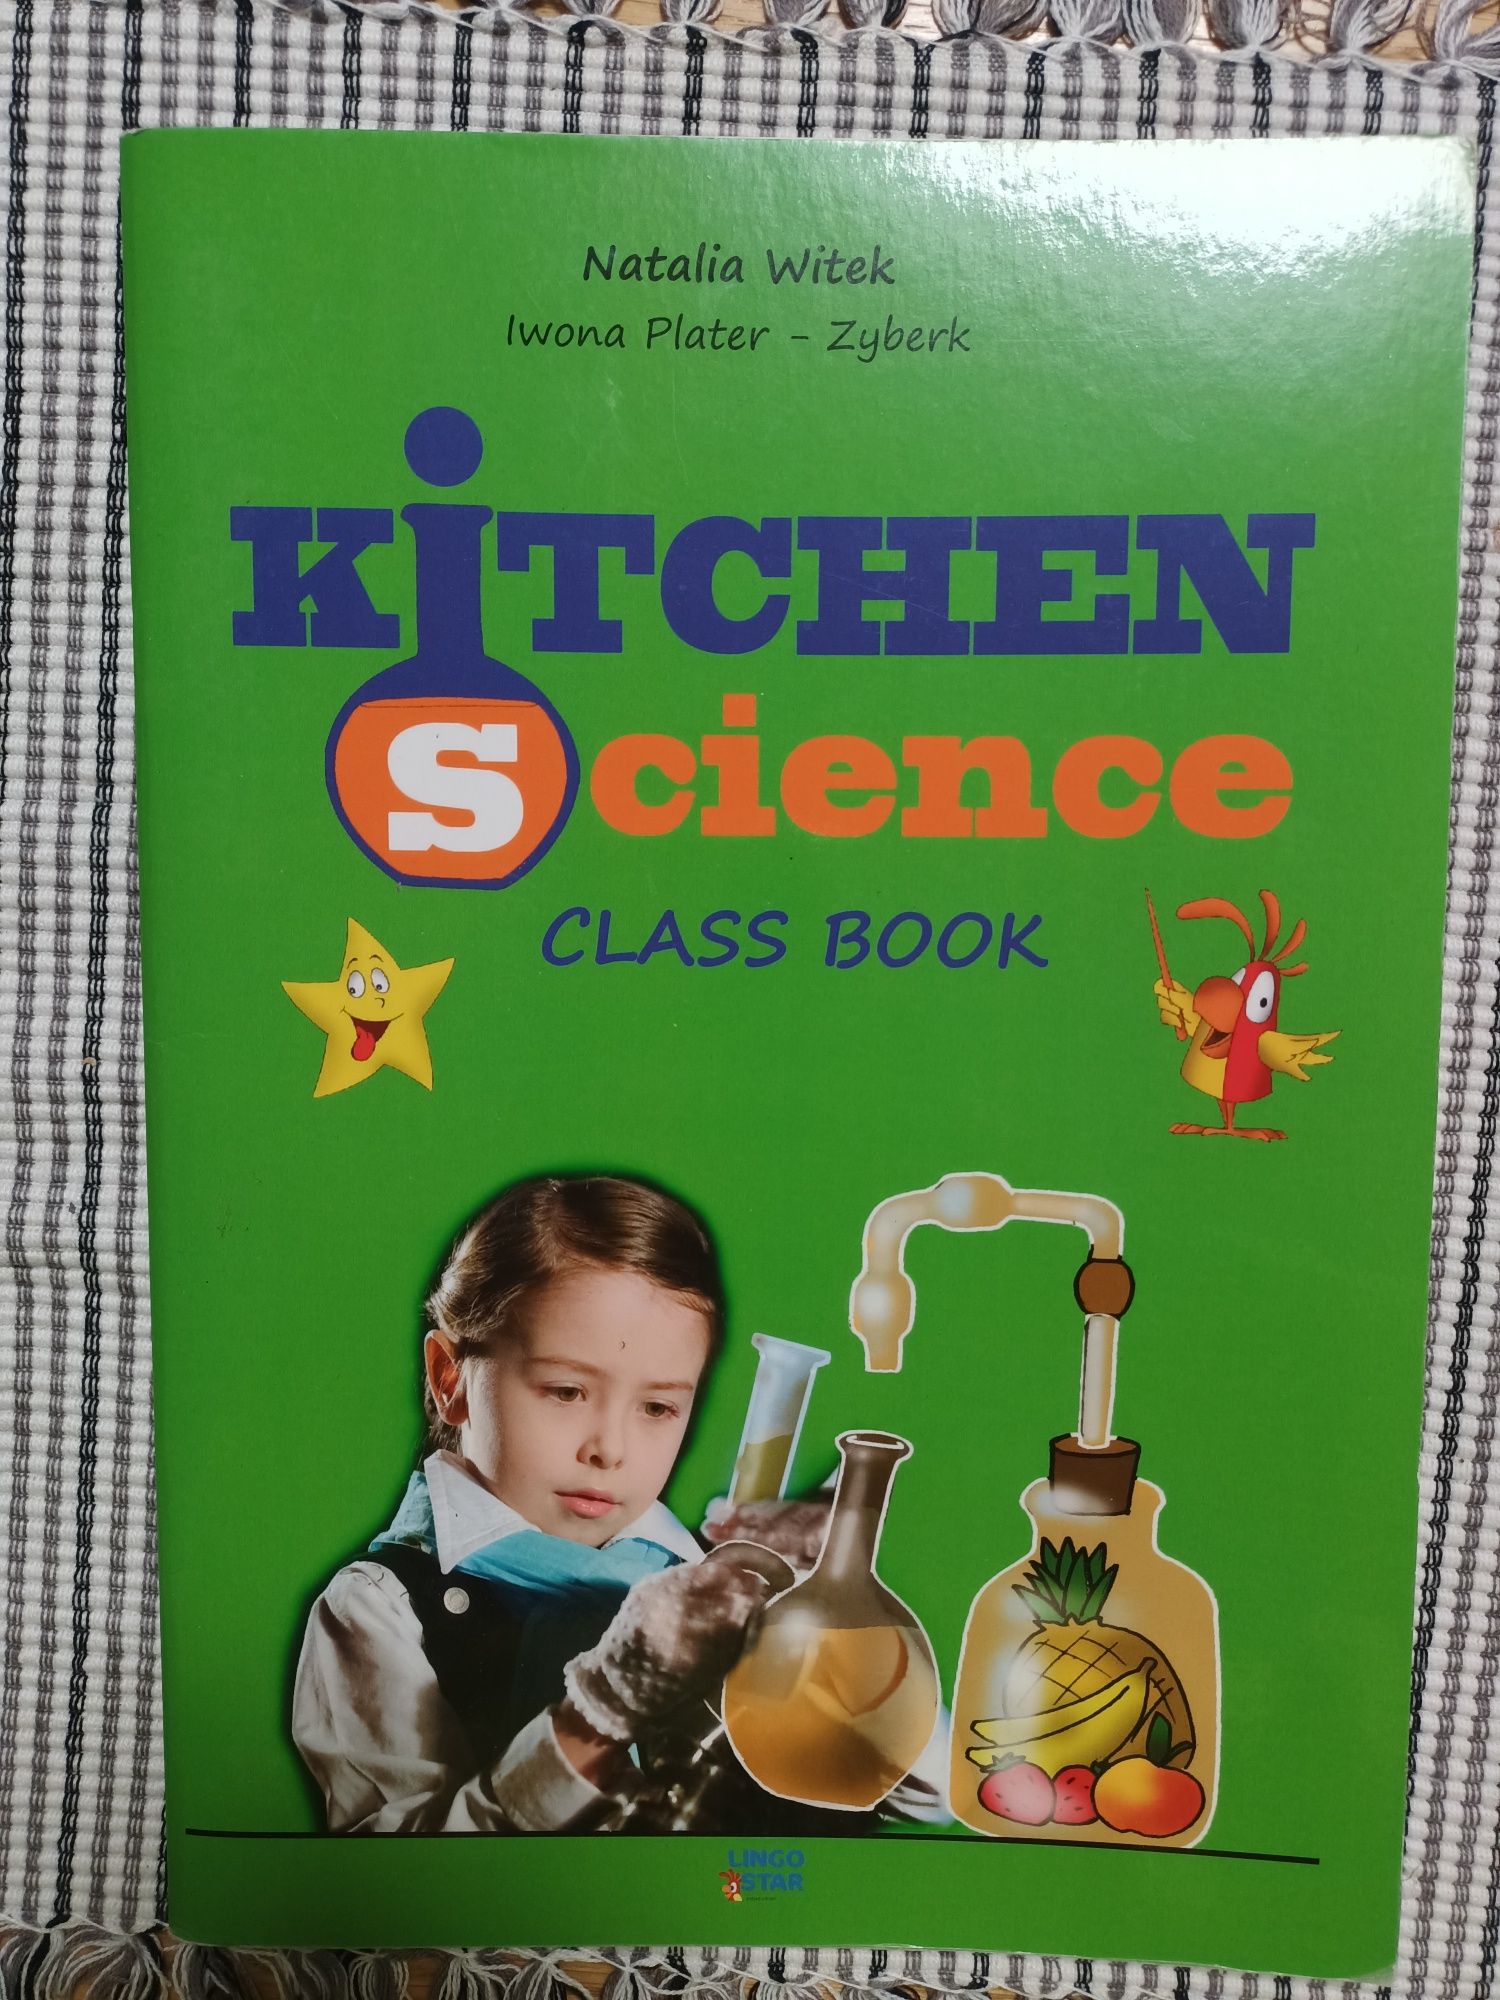 Natalia Witek
Iwona Plater - Zyberk
KiTCHEN
Science
CLASS BOOK
LINGO
STAR